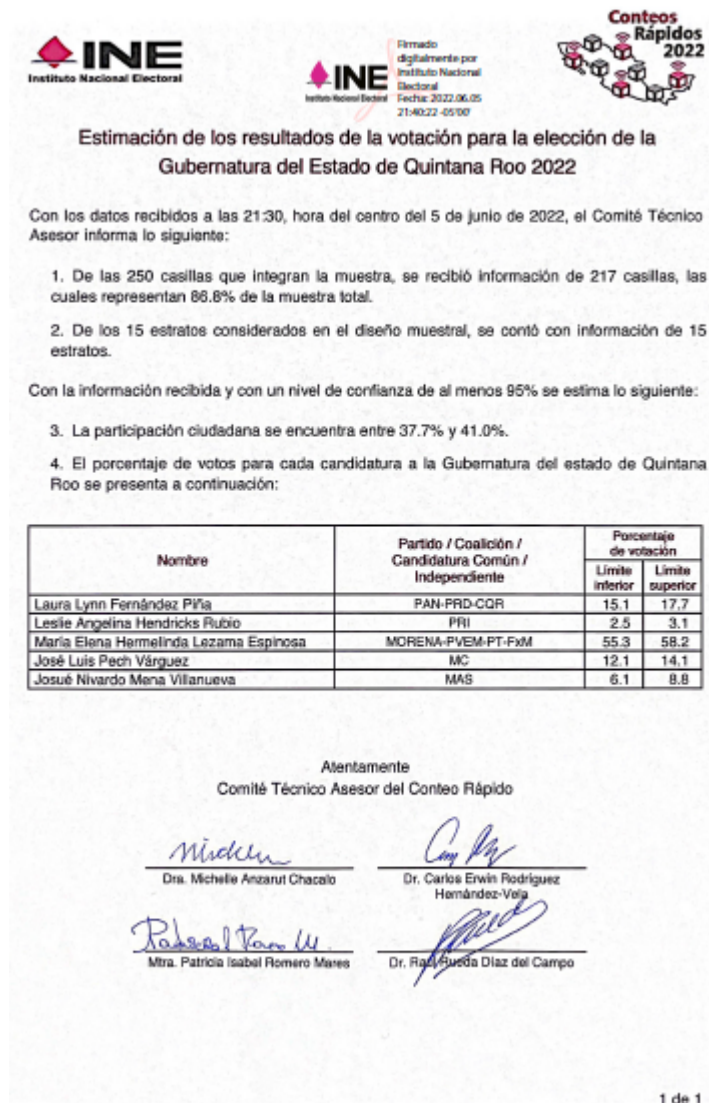 INE
Instituto Nacional Electoral
INE
Instituto Nacional Electoral
Firmado
digitalmente por
Instituto Nacional
Electoral
Fecha: 2022.06.05
21:40:22 -05'00'
Conteos
Rápidos
2022
Estimación de los resultados de la votación para la elección de la
Gubernatura del Estado de Quintana Roo 2022
Con los datos recibidos a las 21:30, hora del centro del 5 de junio de 2022, el Comité Técnico
Asesor informa lo siguiente:
1. De las 250 casillas que integran la muestra, se recibió información de 217 casillas, las
cuales representan 86.8% de la muestra total.
2. De los 15 estratos considerados en el diseño muestral, se contó con información de 15
estratos.
Con la información recibida y con un nivel de confianza de al menos 95% se estima lo siguiente:
3. La participación ciudadana se encuentra entre 37.7% y 41.0%.
4. El porcentaje de votos para cada candidatura a la Gubernatura del estado de Quintana
Roo se presenta a continuación:
Nombre
Partido / Coalición /
Candidatura Común /
Independiente
Porcentaje
de votación
Límite inferior
Límite superior
Laura Lynn Fernández Piña PAN-PRD-CQR 15.1 17.7
Leslie Angelina Hendricks Rubio PRI 2.5 3.1
María Elena Hermelinda Lezama Espinosa MORENA-PVEM-PT-FxM 55.3 58.2
José Luis Pech Várguez MC 12.1 14.1
Josué Nivardo Mena Villanueva MAS 6.1 8.8
Atentamente
Comité Técnico Asesor del Conteo Rápido
Dra. Michelle Anzarut Chacalo
Dr. Carlos Erwin Rodríguez
Hernández-Vela
Mtra. Patricia Isabel Romero Mares
Dr. Raúl Rueda Díaz del Campo
1 de 1